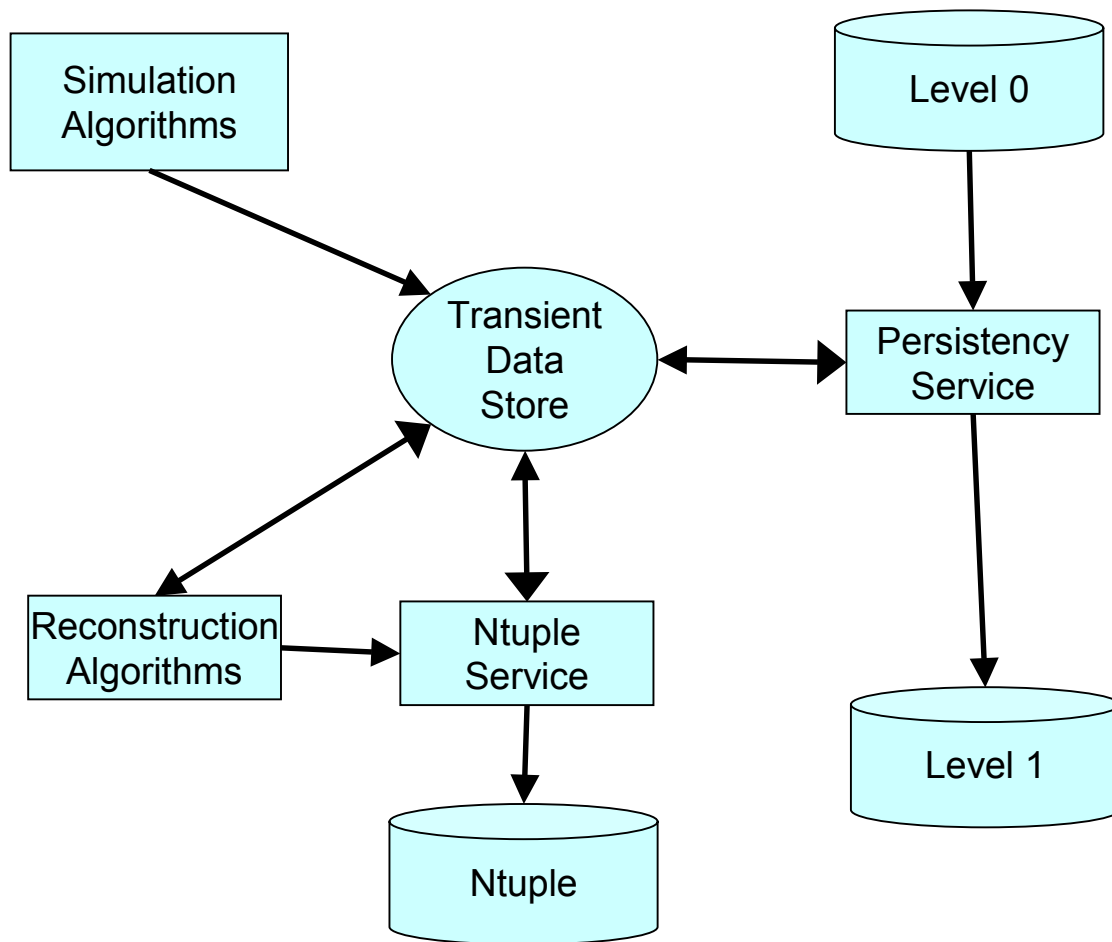 Simulation
Algorithms
Level 0
Transient
Data
Store
Persistency
Service
Reconstruction
Algorithms
Ntuple
Service
Level 1
Ntuple